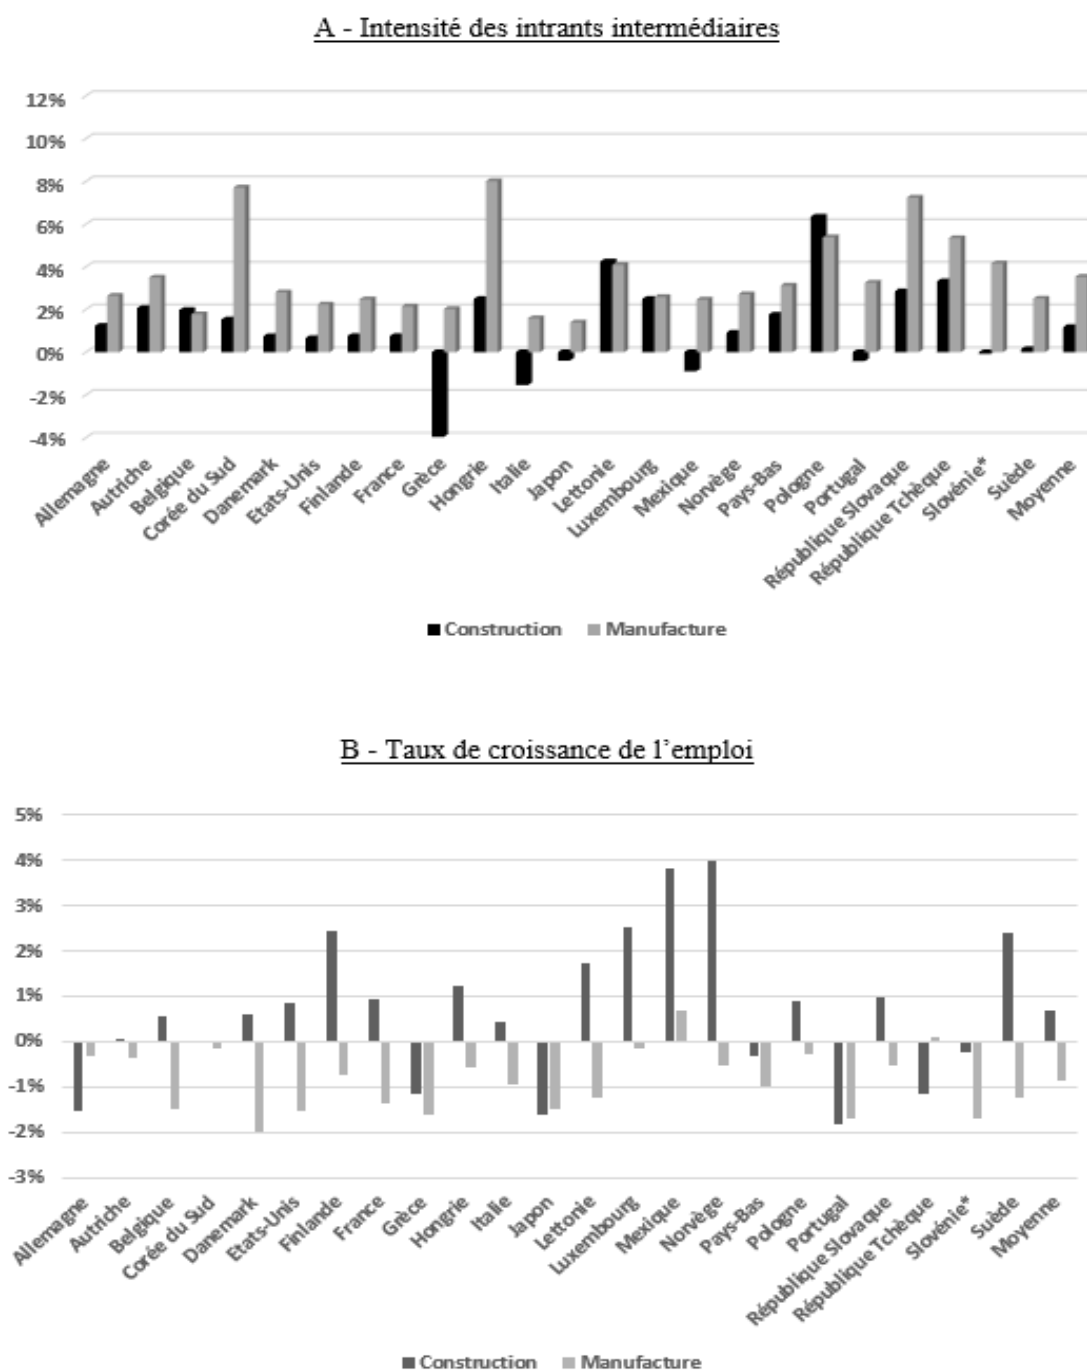 A - Intensité des intrants intermédiaires
12%
10%
8%
6%
4%
2%
0%
-2%
-4%
Allemagne
Autriche
Belgique
Corée du Sud
Danemark
Etats-Unis
Finlande
France
Grèce
Hongrie
Italie
Japon
Lettonie
Luxembourg
Mexique
Norvège
Pays-Bas
Pologne
Portugal
République Slovaque
République Tchèque
Slovénie*
Suède
Moyenne
Construction Manufacture
B - Taux de croissance de l’emploi
5%
4%
3%
2%
1%
0%
-1%
-2%
-3%
Allemagne
Autriche
Belgique
Corée du Sud
Danemark
Etats-Unis
Finlande
France
Grèce
Hongrie
Italie
Japon
Lettonie
Luxembourg
Mexique
Norvège
Pays-Bas
Pologne
Portugal
République Slovaque
République Tchèque
Slovénie*
Suède
Moyenne
Construction Manufacture